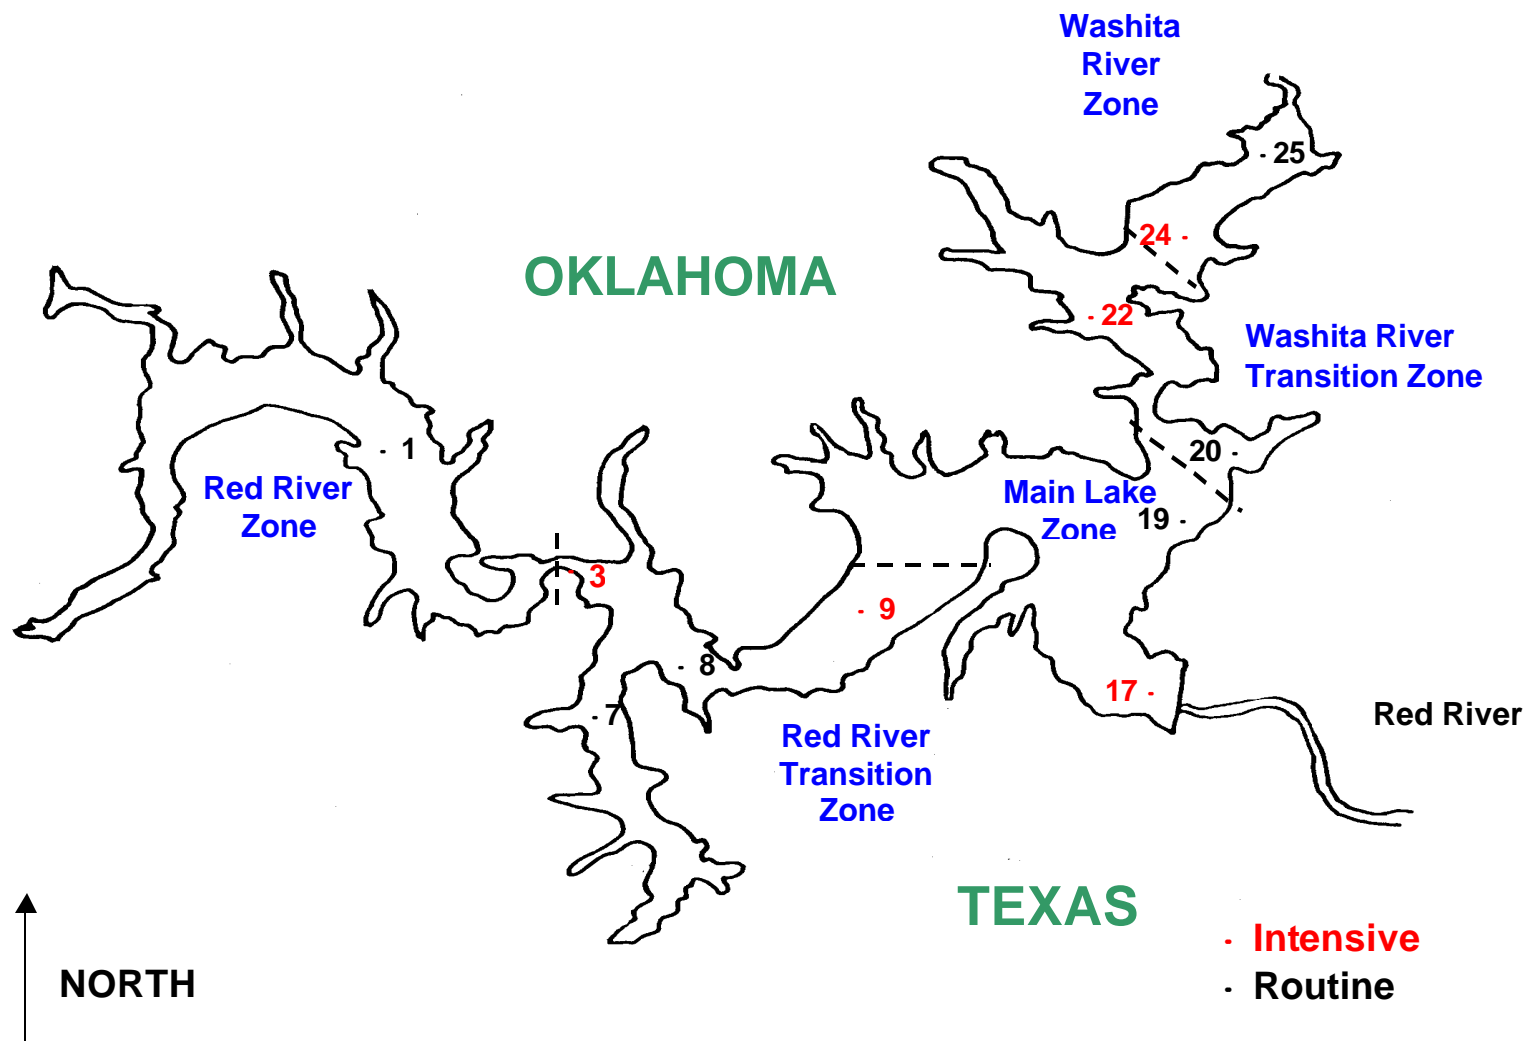 Washita
River
Zone
25
24
OKLAHOMA
22
Washita River
Transition Zone
1
20
Red River
Zone
Main Lake
Zone
19
3
9
8
17
7
Red River
Red River
Transition
Zone
TEXAS
Intensive
NORTH
Routine